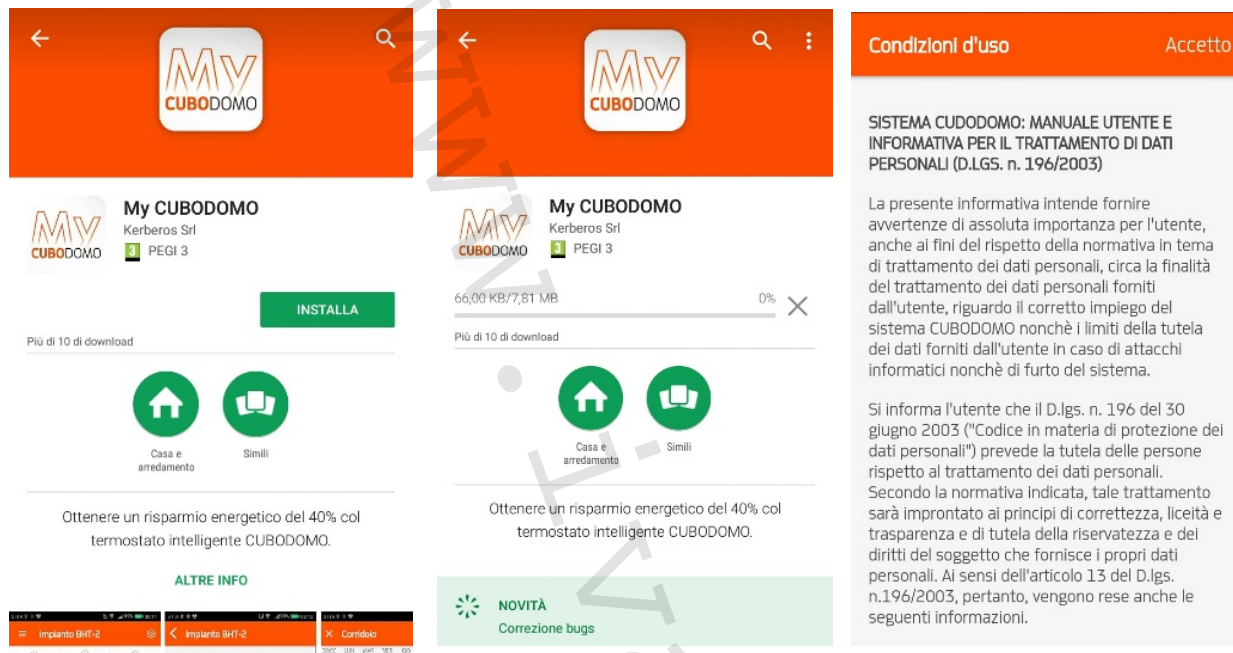 My
CUBODOMO
My
CUBODOMO
My CUBODOMO
Kerberos Srl
3 PEGI 3
INSTALLA
Più di 10 di download
Casa e
arredamento
Simili
Ottenere un risparmio energetico del 40% col
termostato intelligente CUBODOMO.
ALTRE INFO
Impianto BHT-2
Impianto BHT-2
Corridoio
My
CUBODOMO
My
CUBODOMO
My CUBODOMO
Kerberos Srl
3 PEGI 3
66,00 KB/7,81 MB
0%
Più di 10 di download
Casa e
arredamento
Simili
Ottenere un risparmio energetico del 40% col
termostato intelligente CUBODOMO.
NOVITÀ
Correzione bugs
Condizioni d'uso
Accetto
SISTEMA CUDODOMO: MANUALE UTENTE E
INFORMATIVA PER IL TRATTAMENTO DI DATI
PERSONALI (D.LGS. n. 196/2003)
La presente informativa intende fornire
avvertenze di assoluta importanza per l'utente,
anche ai fini del rispetto della normativa in tema
di trattamento dei dati personali, circa la finalità
del trattamento dei dati personali forniti
dall'utente, riguardo il corretto impiego del
sistema CUBODOMO nonchè i limiti della tutela
dei dati forniti dall'utente in caso di attacchi
informatici nonchè di furto del sistema.
Si informa l'utente che il D.lgs. n. 196 del 30
giugno 2003 ("Codice in materia di protezione dei
dati personali") prevede la tutela delle persone
rispetto al trattamento dei dati personali.
Secondo la normativa indicata, tale trattamento
sarà improntato ai principi di correttezza, liceità e
trasparenza e di tutela della riservatezza e dei
diritti del soggetto che fornisce i propri dati
personali. Ai sensi dell'articolo 13 del D.lgs.
n.196/2003, pertanto, vengono rese anche le
seguenti informazioni.